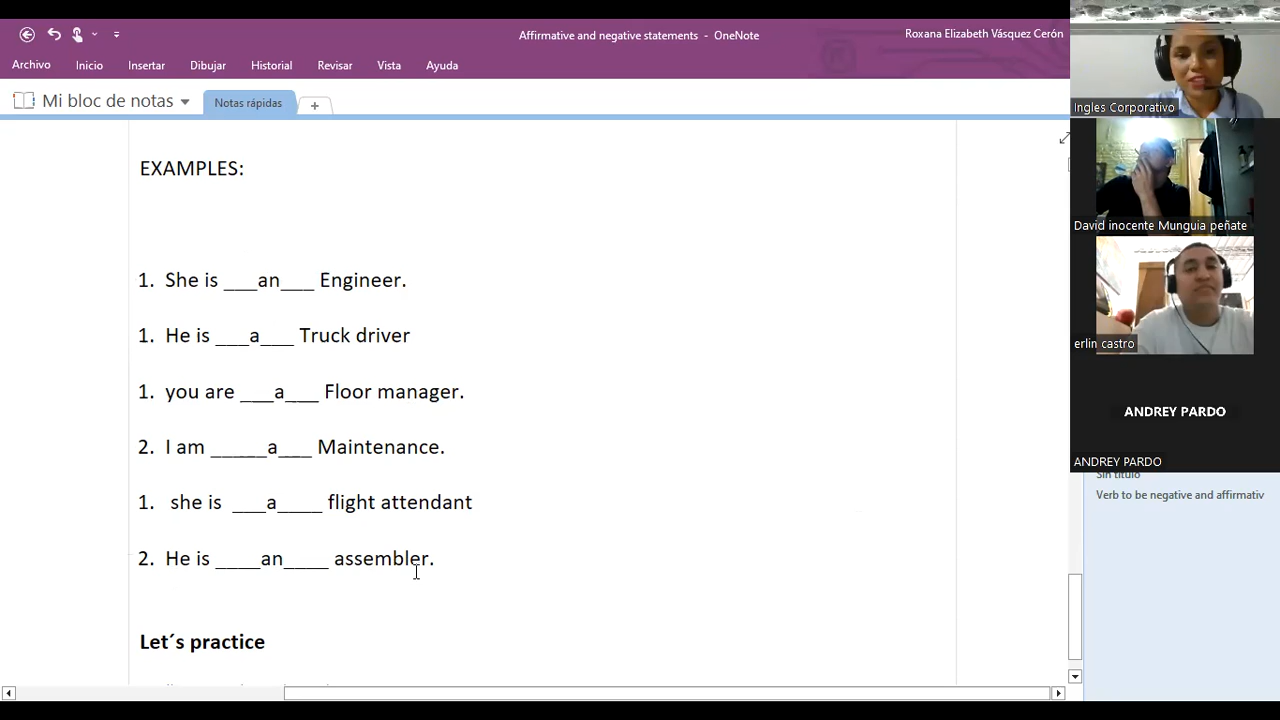 Affirmative and negative statements - OneNote
Roxana Elizabeth Vásquez Cerón
Archivo Inicio Insertar Dibujar Historial Revisar Vista Ayuda
Mi bloc de notas Notas rápidas +
EXAMPLES:
1. She is ___an___ Engineer.
1. He is ___a___ Truck driver
1. you are ___a___ Floor manager.
2. I am _____a___ Maintenance.
1. she is ___a____ flight attendant
2. He is ____an____ assembler.
Let´s practice
Ingles Corporativo
David inocente Munguia peñate
erlin castro
ANDREY PARDO
ANDREY PARDO
Sin título
Verb to be negative and affirmativ